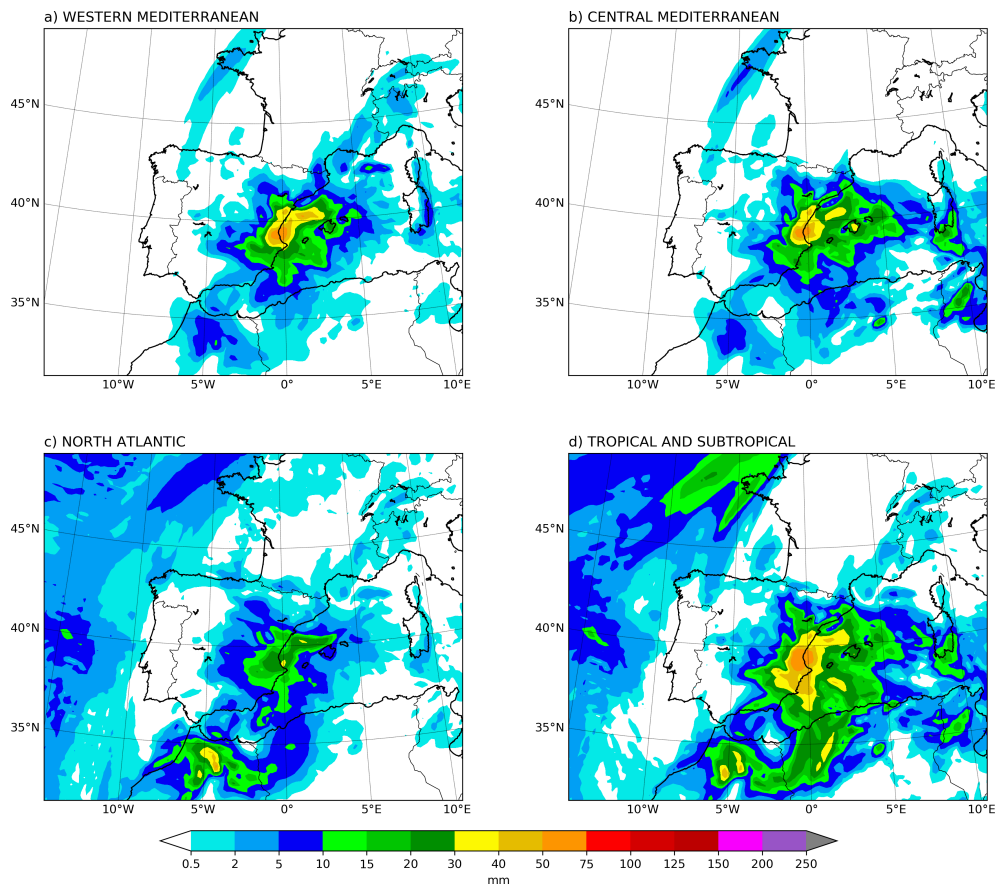 a) WESTERN MEDITERRANEAN
b) CENTRAL MEDITERRANEAN
45°N
40°N
35°N
10°W 5°W 0° 5°E 10°E
45°N
40°N
35°N
10°W 5°W 0° 5°E 10°E
c) NORTH ATLANTIC
d) TROPICAL AND SUBTROPICAL
45°N
40°N
35°N
10°W 5°W 0° 5°E 10°E
45°N
40°N
35°N
10°W 5°W 0° 5°E 10°E
0.5 2 5 10 15 20 30 40 50 75 100 125 150 200 250
mm